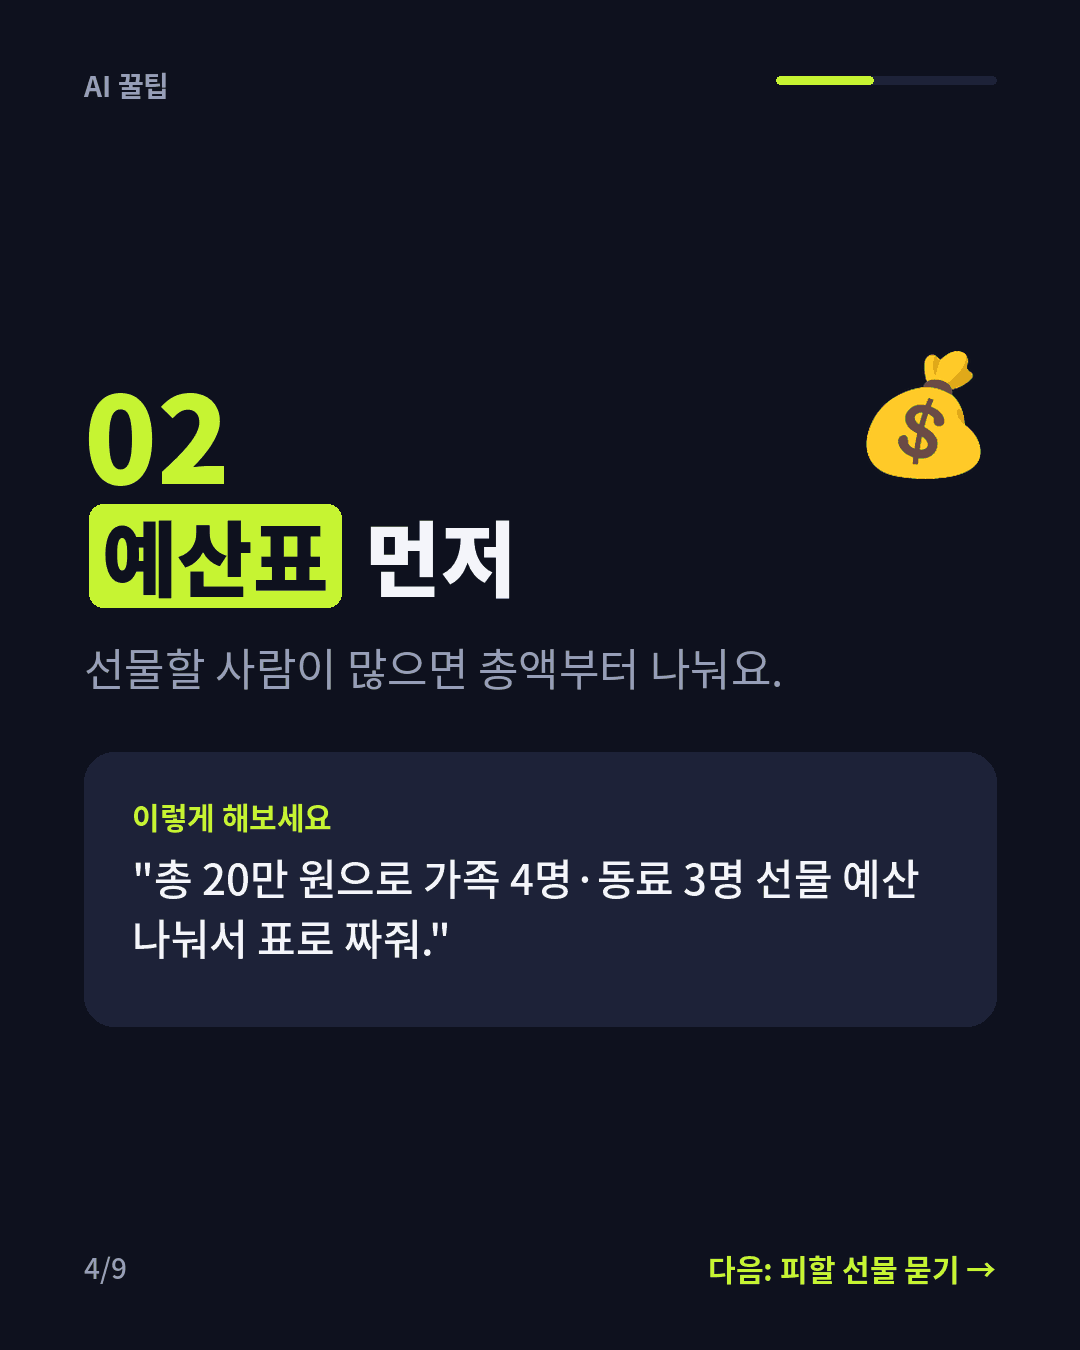 AI 꿀팁
02
예산표 먼저
선물할 사람이 많으면 총액부터 나눠요.
이렇게 해보세요
"총 20만 원으로 가족 4명·동료 3명 선물 예산
나눠서 표로 짜줘."
4/9
다음: 피할 선물 묻기 →